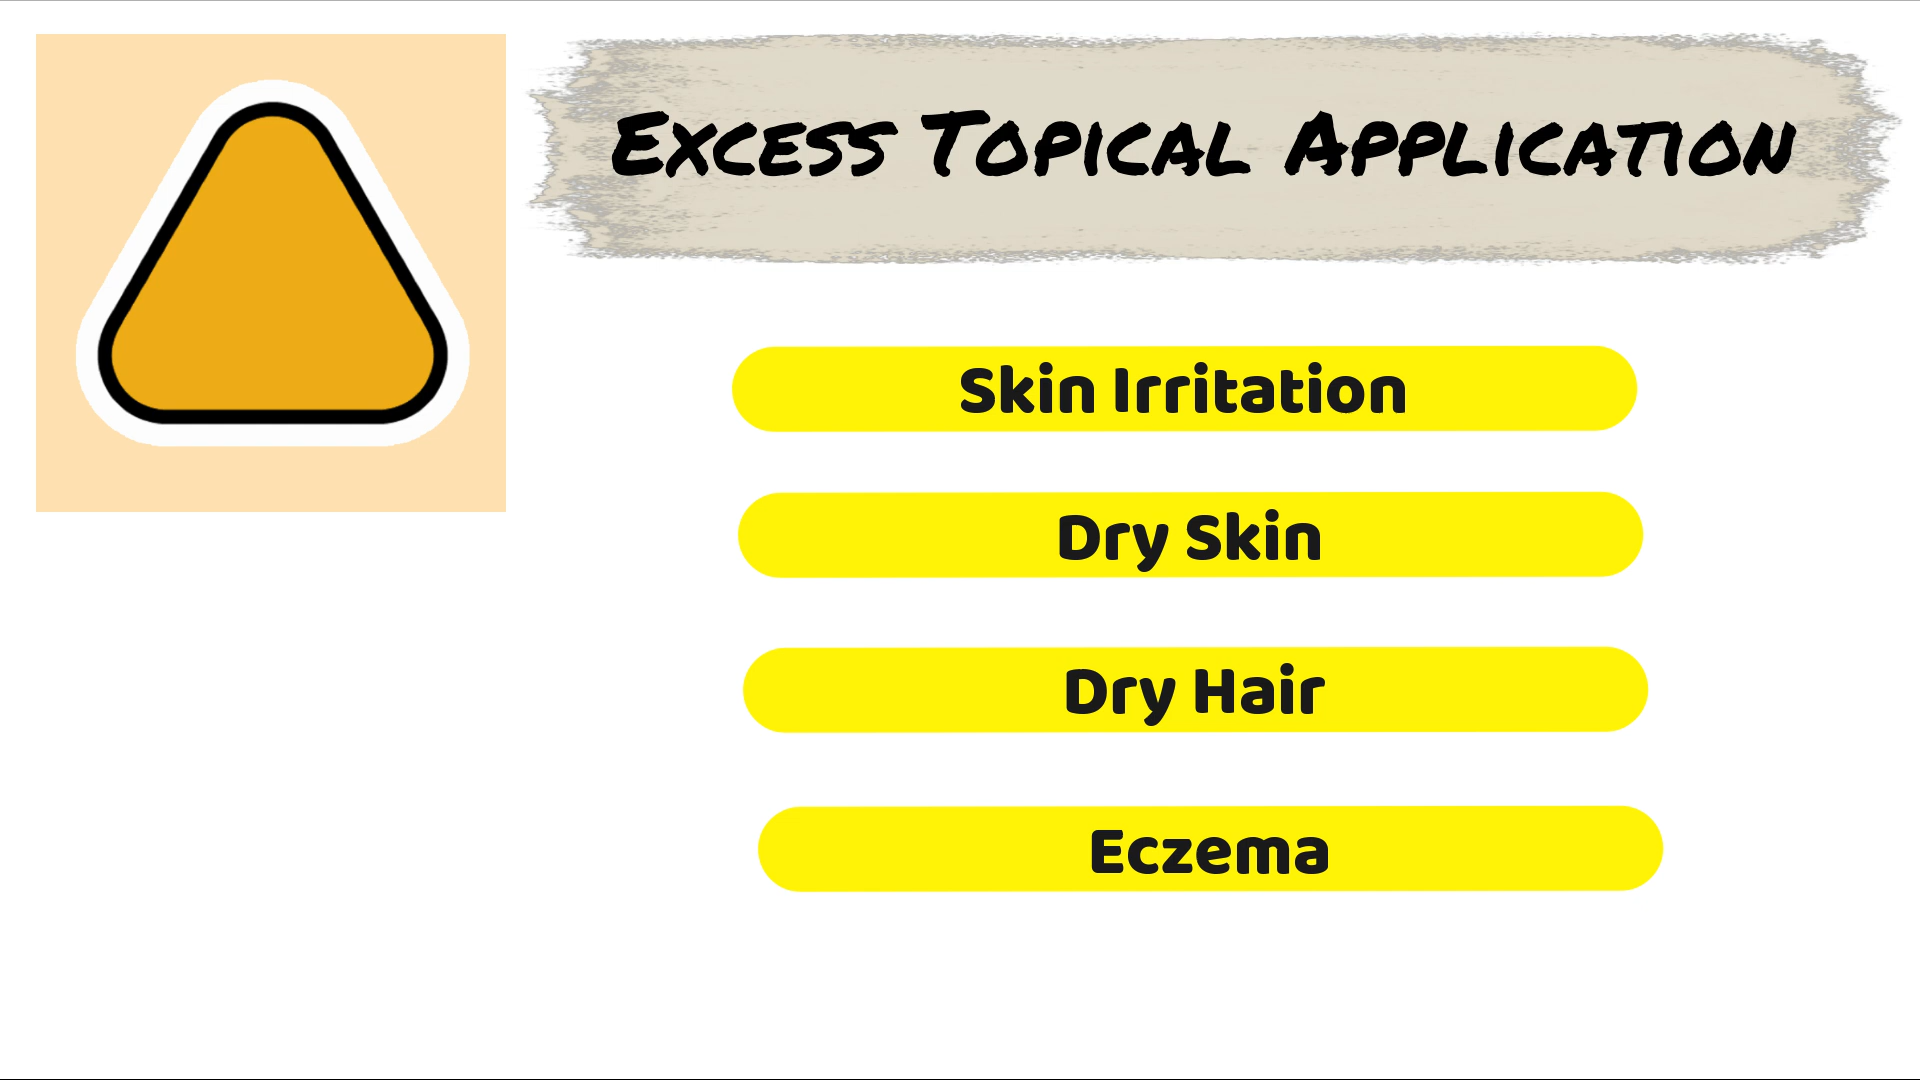 Excess Topical Application
Skin Irritation
Dry Skin
Dry Hair
Eczema